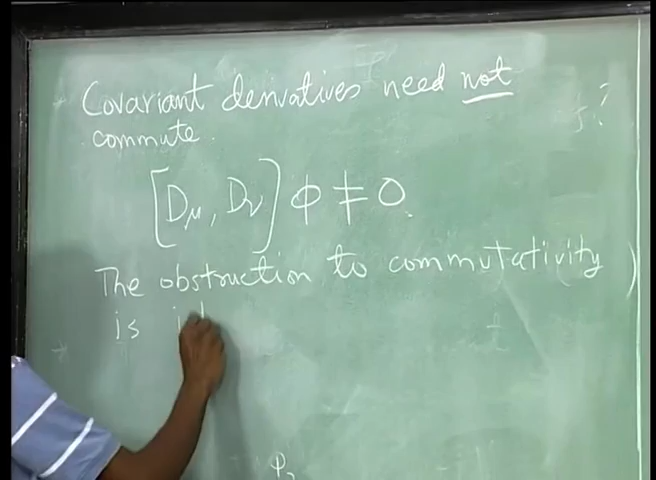 Covariant derivatives need not
commute.
[Dμ, Dν] φ ≠ 0.
The obstruction to commutativity
is